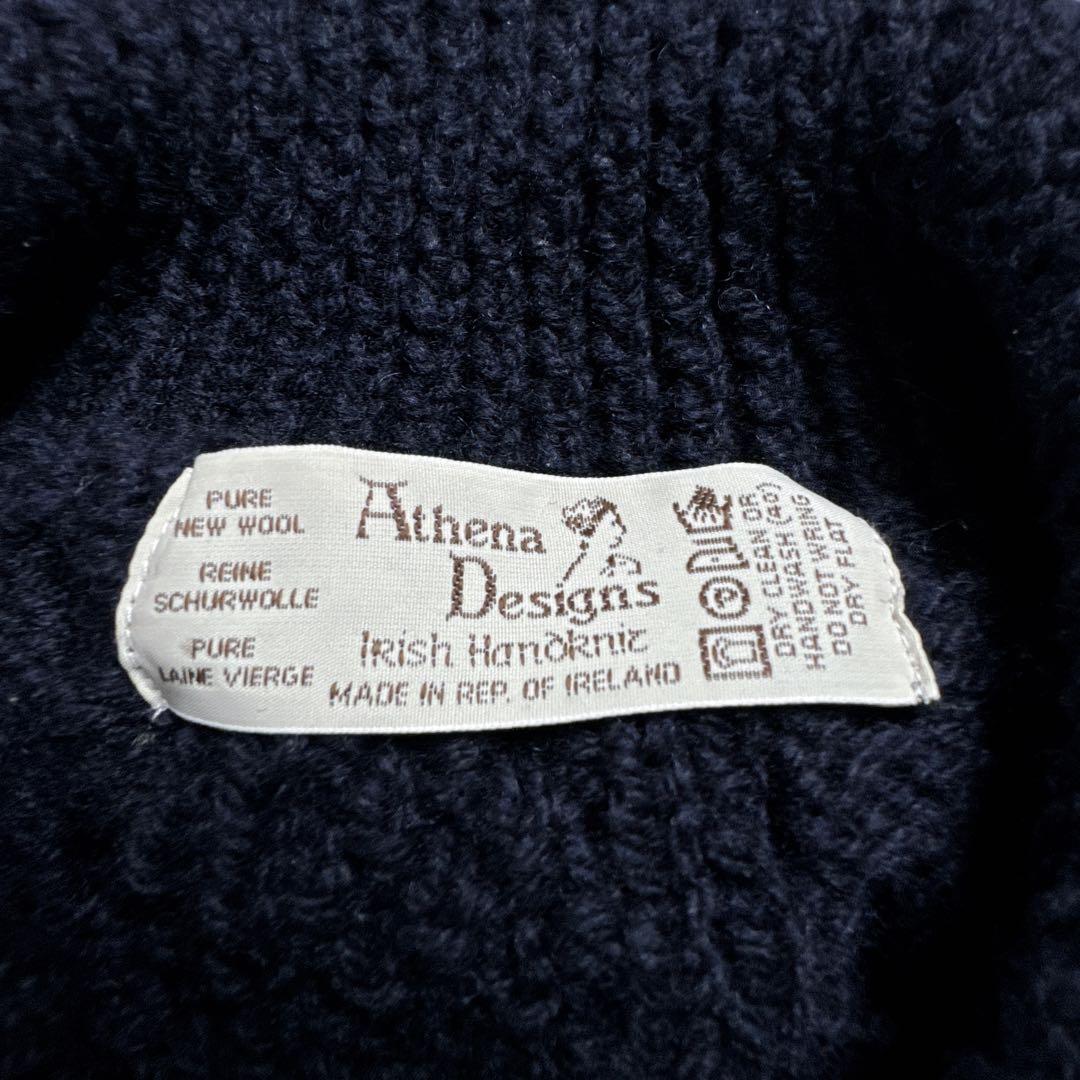 PURE
NEW WOOL
REINE
SCHURWOLLE
PURE
LAINE VIERGE
Athena
Designs
Irish Handknit
MADE IN REP. OF IRELAND
P
DRY CLEAN OR
HANDWASH (40°)
DO NOT WRING
DRY FLAT